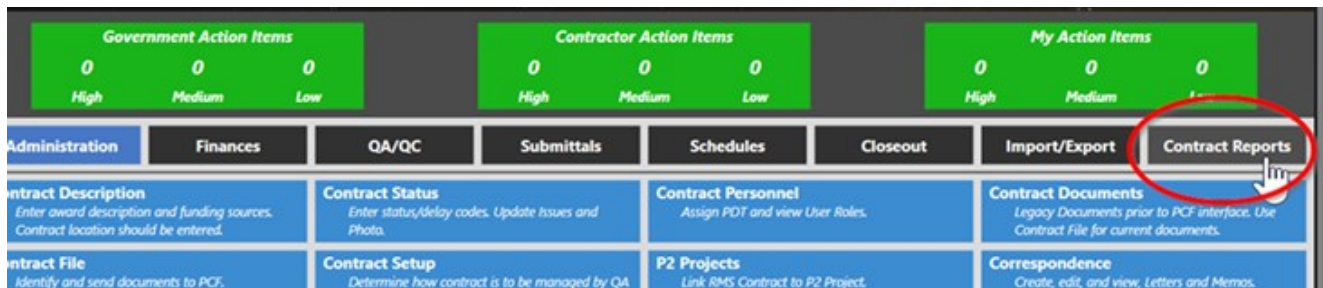 Government Action Items
Contractor Action Items
My Action Items
0 0 0
0 0 0
0 0 0
High Medium Low
High Medium Low
High Medium
Administration
Finances
QA/QC
Submittals
Schedules
Closeout
Import/Export
Contract Reports
ntract Description
Enter award description and funding sources.
Contract location should be entered.
Contract Status
Enter status/delay codes. Update Issues and
Photo.
Contract Personnel
Assign PDT and view User Roles.
Contract Documents
Legacy Documents prior to PCF interface. Use
Contract File for current documents.
ntract File
Identify and send documents to PCF.
Contract Setup
Determine how contract is to be managed by QA
P2 Projects
Link RMS Contract to P2 Project.
Correspondence
Create, edit, and view, Letters and Memos.